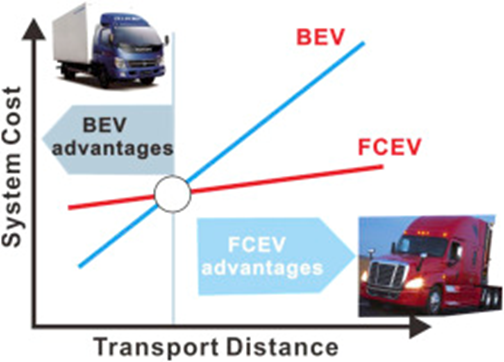 BEV
BEV
advantages
FCEV
FCEV
advantages
System Cost
Transport Distance